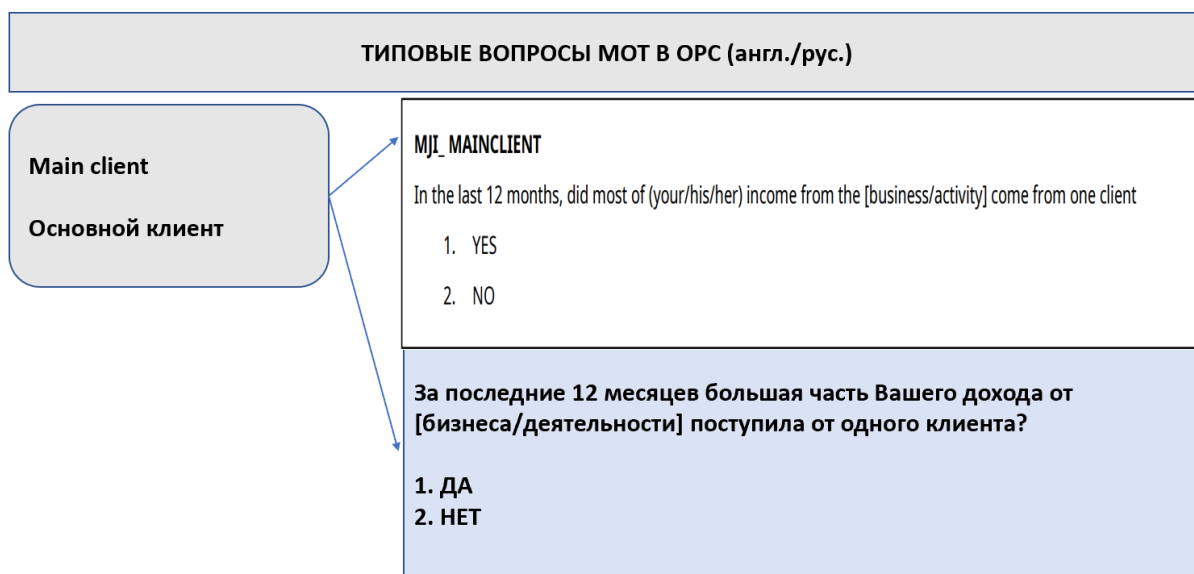 ТИПОВЫЕ ВОПРОСЫ МОТ В ОРС (англ./рус.)
Main client
Основной клиент
MJI_ MAINCLIENT
In the last 12 months, did most of (your/his/her) income from the [business/activity] come from one client
1. YES
2. NO
За последние 12 месяцев большая часть Вашего дохода от
[бизнеса/деятельности] поступила от одного клиента?
1. ДА
2. НЕТ